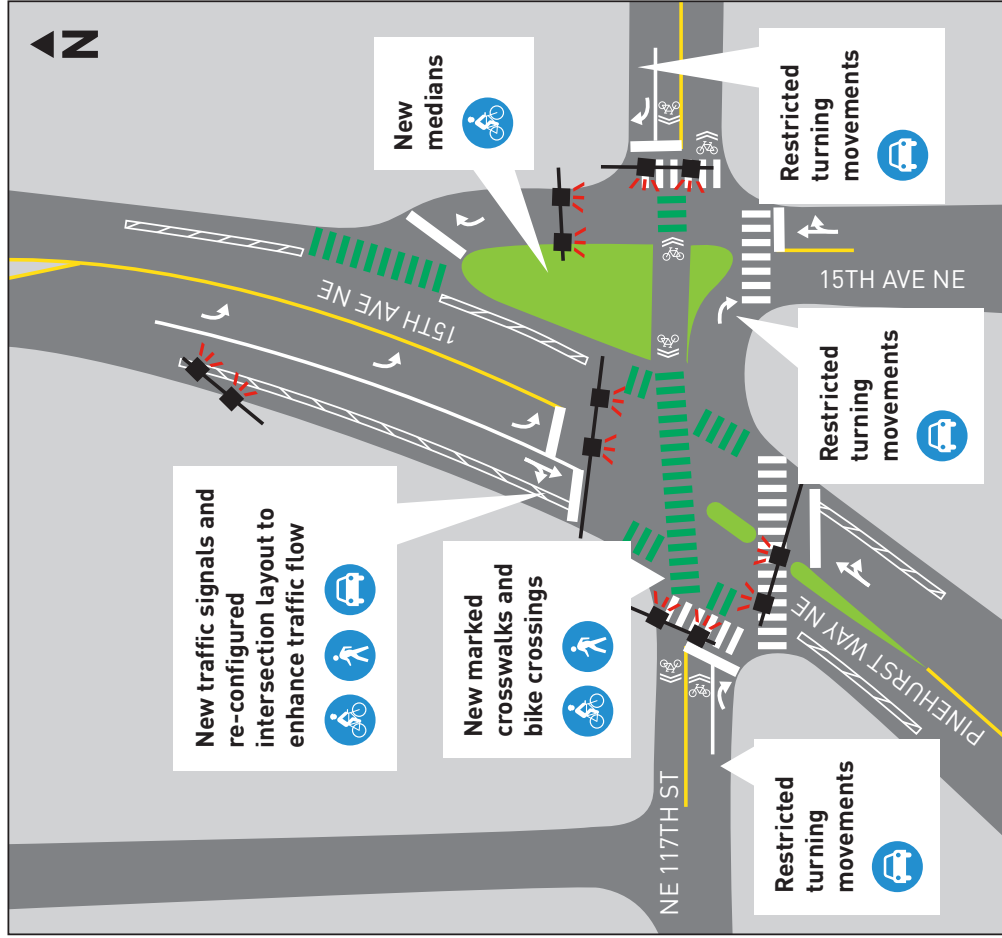 N
New traffic signals and
re-configured
intersection layout to
enhance traffic flow
New marked
crosswalks and
bike crossings
New
medians
Restricted
turning
movements
Restricted
turning
movements
Restricted
turning
movements
15TH AVE NE
15TH AVE NE
NE 117TH ST
PINEHURST WAY NE